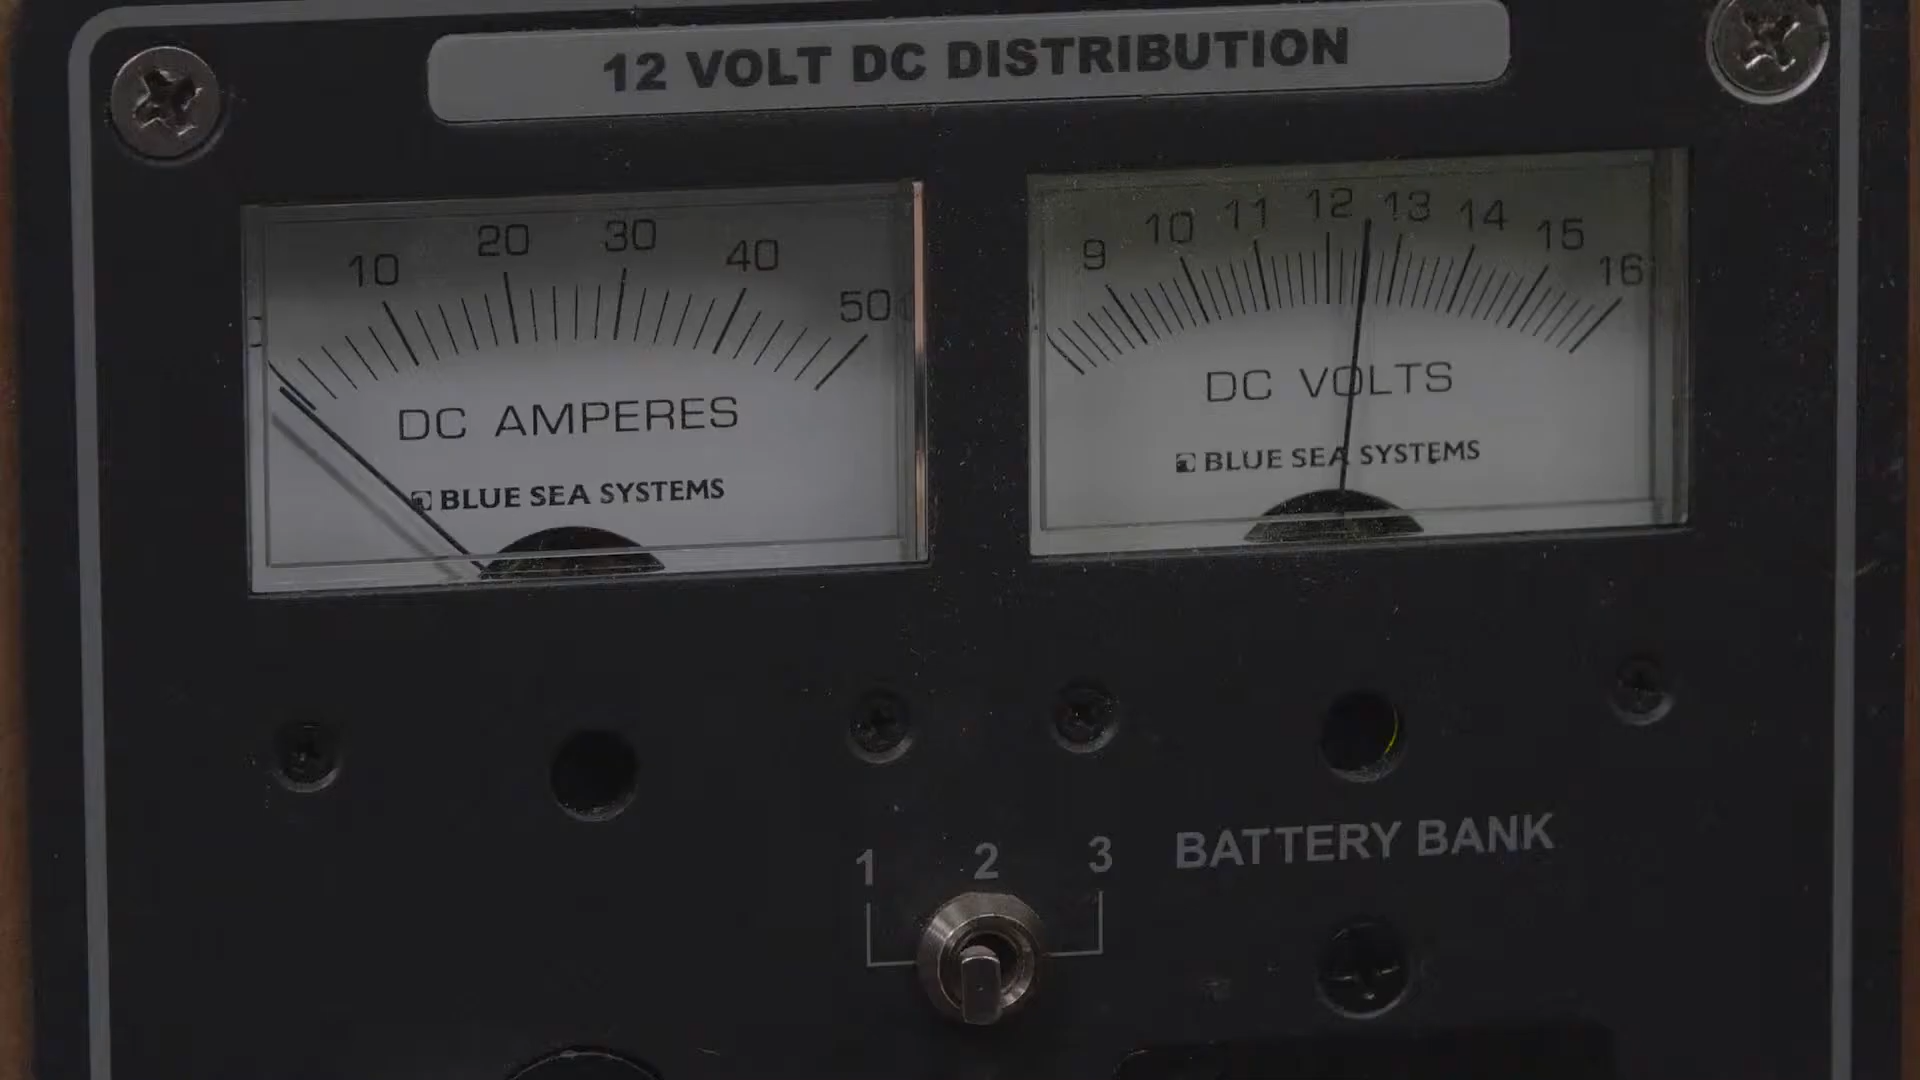 12 VOLT DC DISTRIBUTION
10 20 30 40 50
DC AMPERES
BLUE SEA SYSTEMS
9 10 11 12 13 14 15 16
DC VOLTS
BLUE SEA SYSTEMS
1 2 3
BATTERY BANK